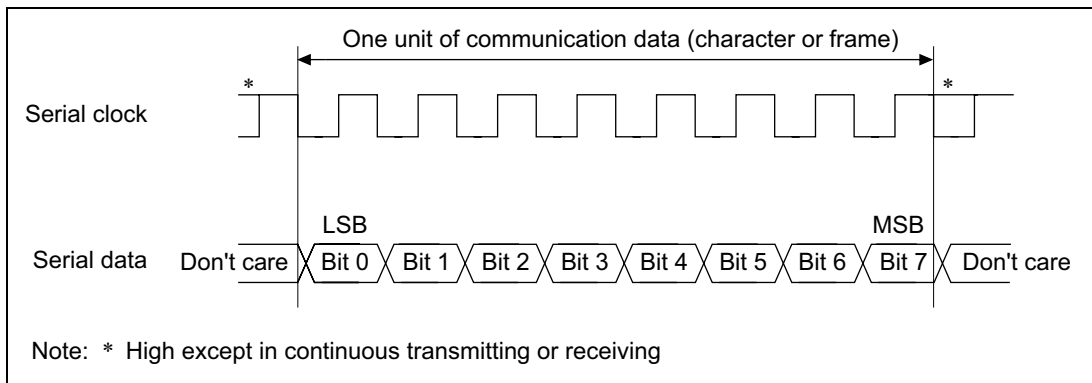 One unit of communication data (character or frame)
* *
Serial clock
LSB MSB
Serial data Don't care Bit 0 Bit 1 Bit 2 Bit 3 Bit 4 Bit 5 Bit 6 Bit 7 Don't care
Note: * High except in continuous transmitting or receiving